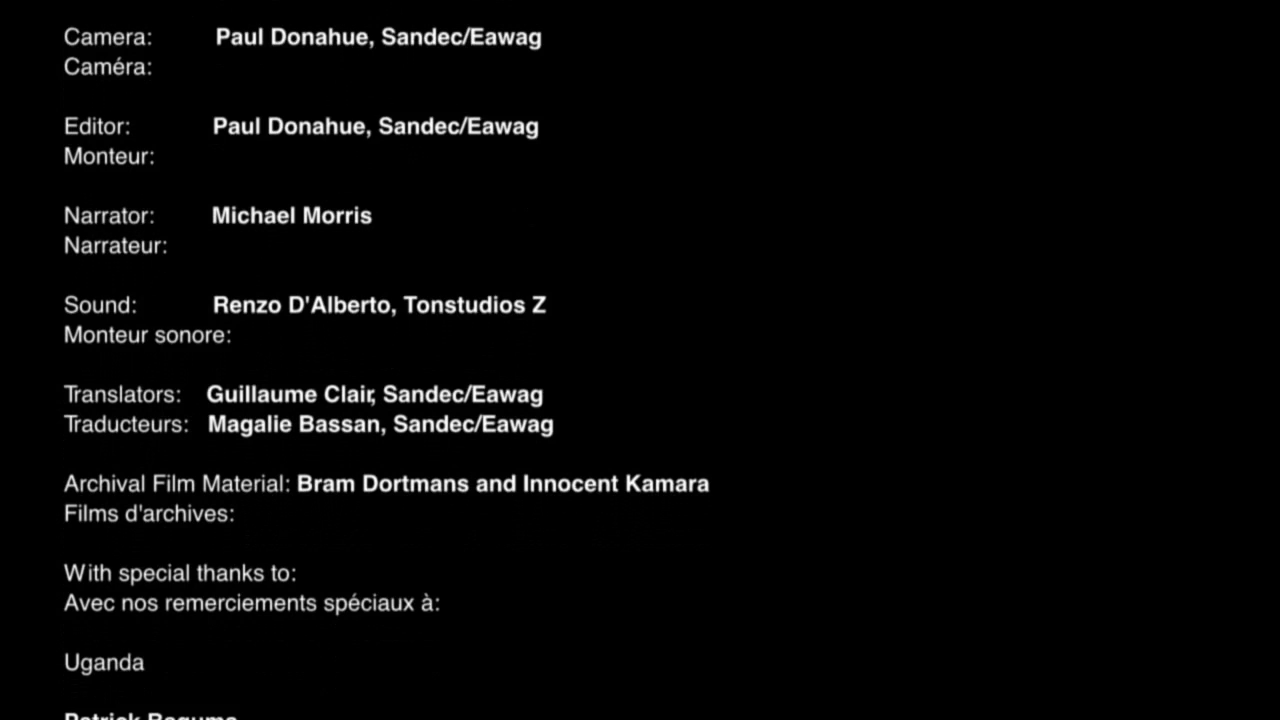 Camera: Paul Donahue, Sandec/Eawag
Caméra:
Editor: Paul Donahue, Sandec/Eawag
Monteur:
Narrator: Michael Morris
Narrateur:
Sound: Renzo D'Alberto, Tonstudios Z
Monteur sonore:
Translators: Guillaume Clair, Sandec/Eawag
Traducteurs: Magalie Bassan, Sandec/Eawag
Archival Film Material: Bram Dortmans and Innocent Kamara
Films d'archives:
With special thanks to:
Avec nos remerciements spéciaux à:
Uganda
Patrick